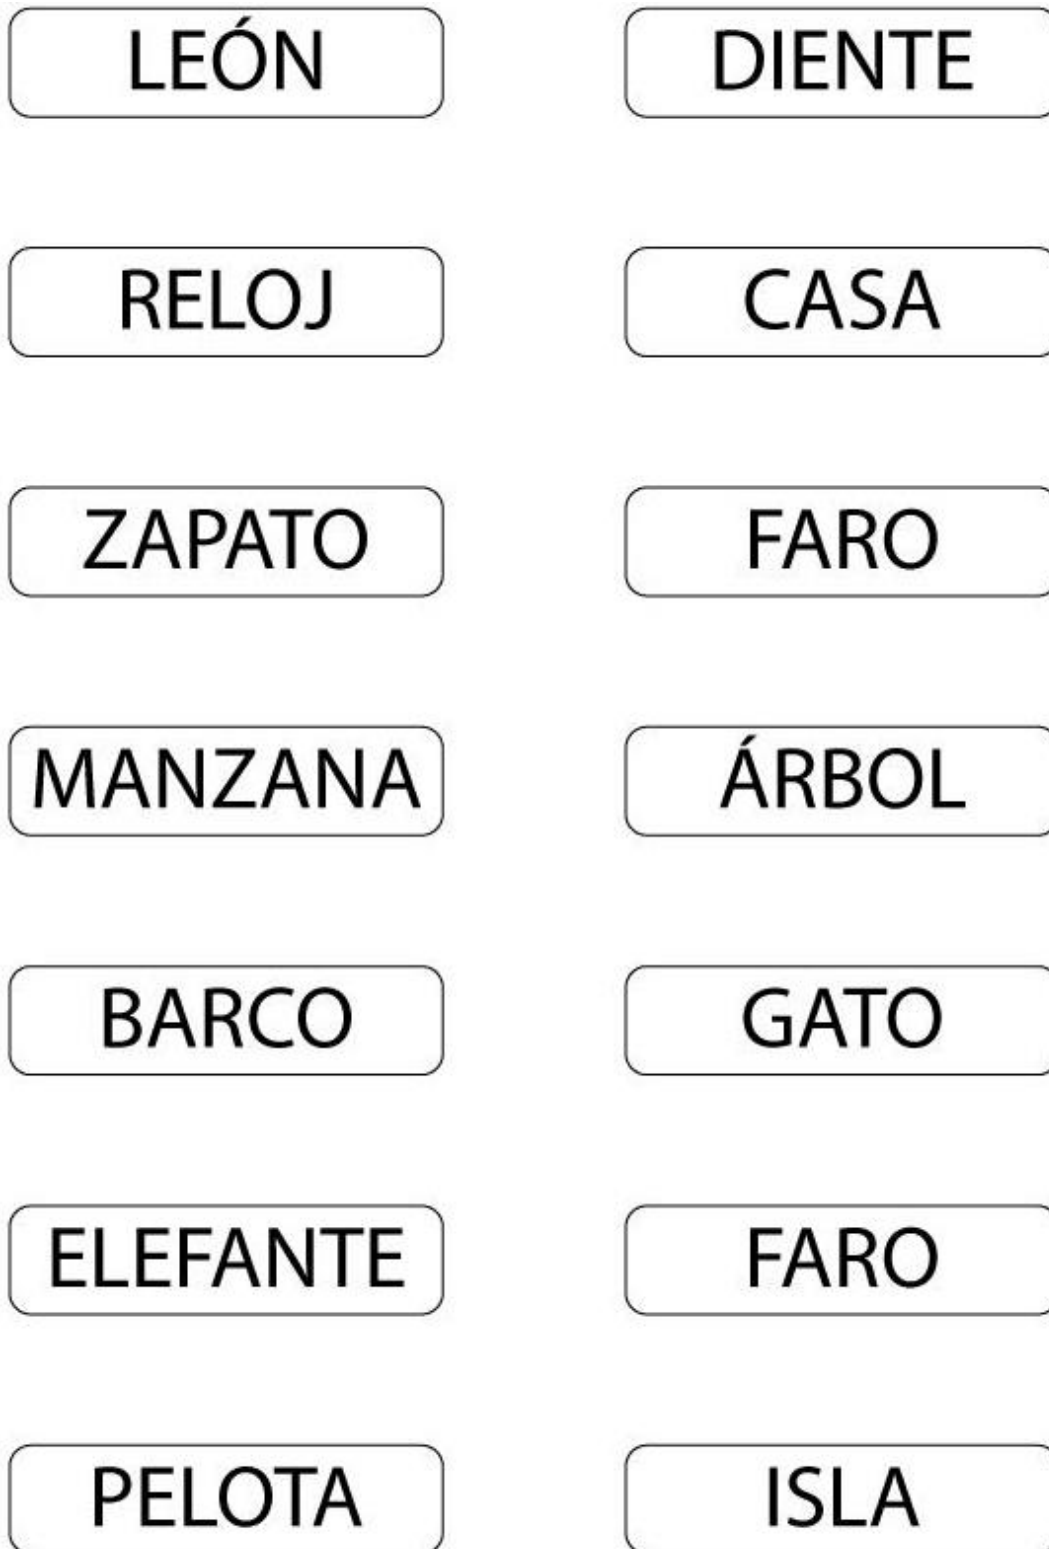 LEÓN DIENTE
RELOJ CASA
ZAPATO FARO
MANZANA ÁRBOL
BARCO GATO
ELEFANTE FARO
PELOTA ISLA